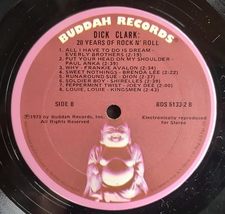 BUDDAH RECORDS
DICK CLARK:
20 YEARS OF ROCK N' ROLL
1. ALL I HAVE TO DO IS DREAM -
EVERLY BROTHERS (2:19)
2. PUT YOUR HEAD ON MY SHOULDER -
PAUL ANKA (2:39)
3. WHY - FRANKIE AVALON (2:34)
4. SWEET NOTHINGS - BRENDA LEE (2:22)
5. RUNAROUND SUE - DION (2:37)
6. SOLDIER BOY - SHIRELLES (2:39)
7. PEPPERMINT TWIST - JOEY DEE (2:00)
8. LOUIE, LOUIE - KINGSMEN (2:42)
SIDE B
BDS 5133-2 B
©1973 by Buddah Records, Inc.
All Rights Reserved
Electronically reproduced
for Stereo